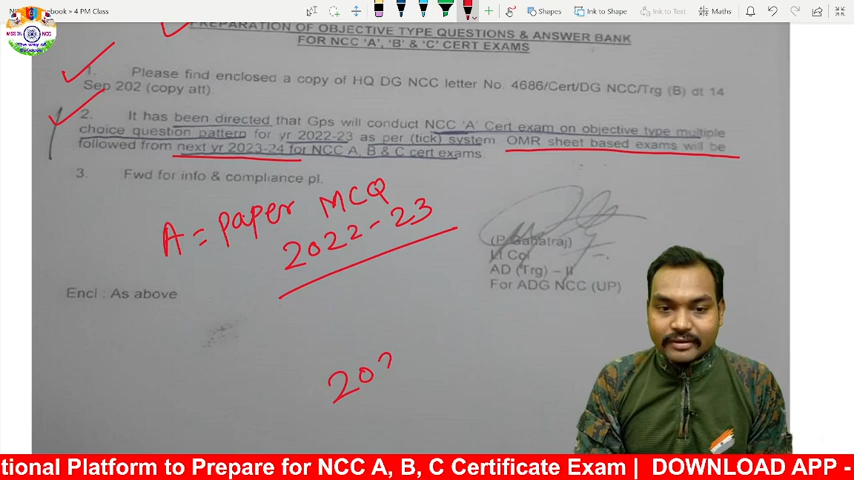 ebook > 4 PM Class
Shapes
Ink to Shape
Ink to Text
Maths
PREPARATION OF OBJECTIVE TYPE QUESTIONS & ANSWER BANK
FOR NCC 'A', 'B' & 'C' CERT EXAMS
1. Please find enclosed a copy of HQ DG NCC letter No. 4686/Cert/DG NCC/Trg (B) dt 14
Sep 202 (copy att)
2. It has been directed that Gps will conduct NCC 'A' Cert exam on objective type multiple
choice question pattern for yr 2022-23 as per (tick) system OMR sheet based exams will be
followed from next yr 2023-24 for NCC A, B & C cert exams.
3. Fwd for info & compliance pl.
A = paper MCQ
2022-23
(P Gahatraj)
Lt Col
AD (Trg) – II
For ADG NCC (UP)
Encl : As above
202
tional Platform to Prepare for NCC A, B, C Certificate Exam | DOWNLOAD APP -